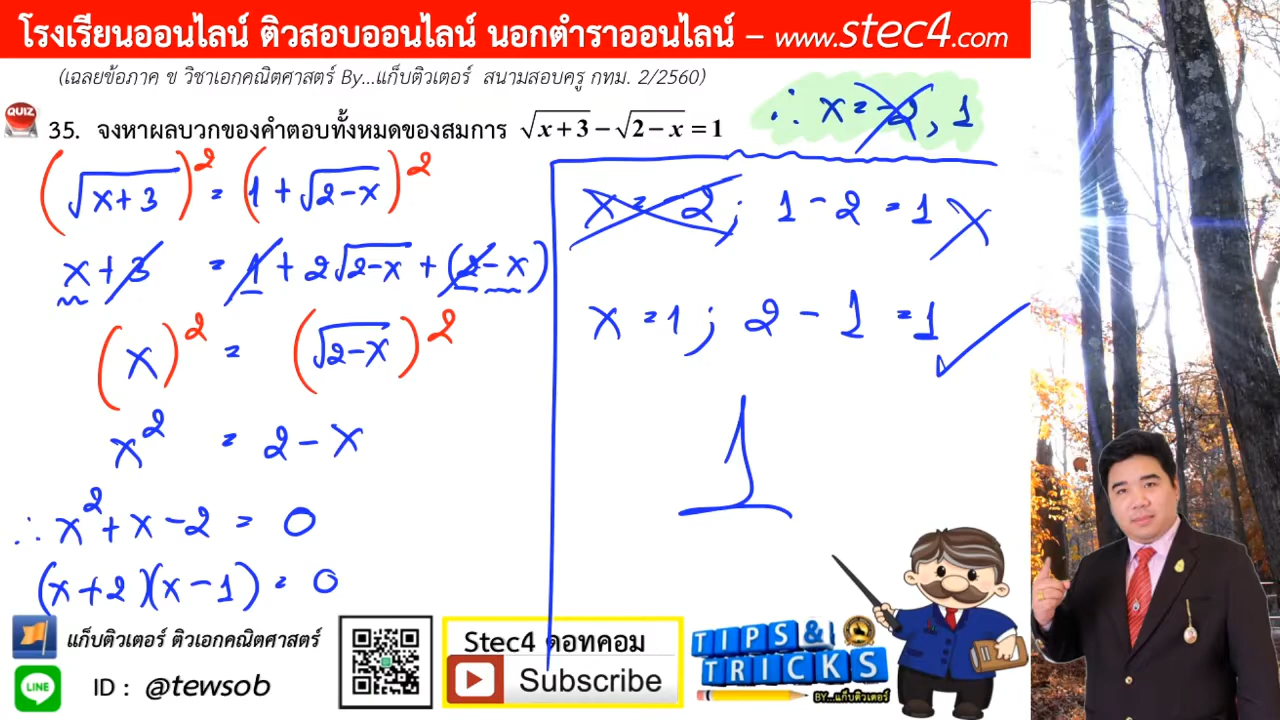 โรงเรียนออนไลน์ ติวสอบออนไลน์ นอกตำราออนไลน์ – www.stec4.com
(เฉลยข้อภาค ข วิชาเอกคณิตศาสตร์ By...แก็บติวเตอร์ สนามสอบครู กทม. 2/2560)
∴ x = -2, 1
QUIZ
35. จงหาผลบวกของคำตอบทั้งหมดของสมการ √(x+3) − √(2−x) = 1
(√(x+3))² = (1 + √(2-x))²
x + 3 = 1 + 2√(2-x) + (2-x)
(x)² = (√(2-x))²
x² = 2 - x
∴ x² + x - 2 = 0
(x+2)(x-1) = 0
x = -2; 1 - 2 = 1 ✗
x = 1; 2 - 1 = 1 ✓
1
แก็บติวเตอร์ ติวเอกคณิตศาสตร์
LINE
ID : @tewsob
Stec4 ดอทคอม
Subscribe
TIPS &
TRICKS
BY...แก็บติวเตอร์